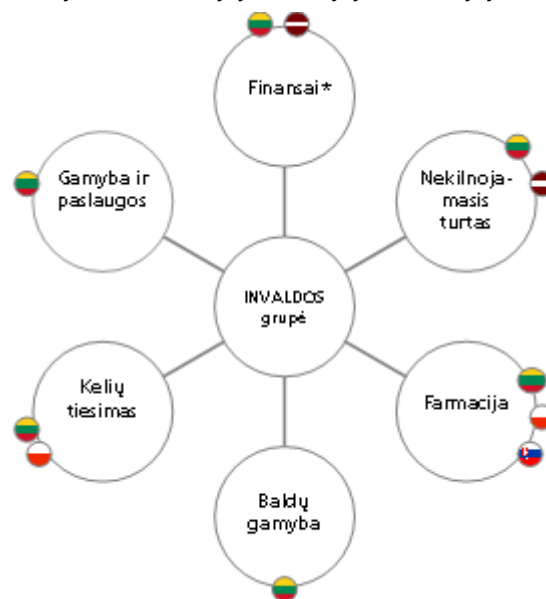 Finansai*
Gamyba ir
paslaugos
Nekilnoja-
masis
turtas
INVALDOS
grupė
Kelių
tiesimas
Farmacija
Baldų
gamyba